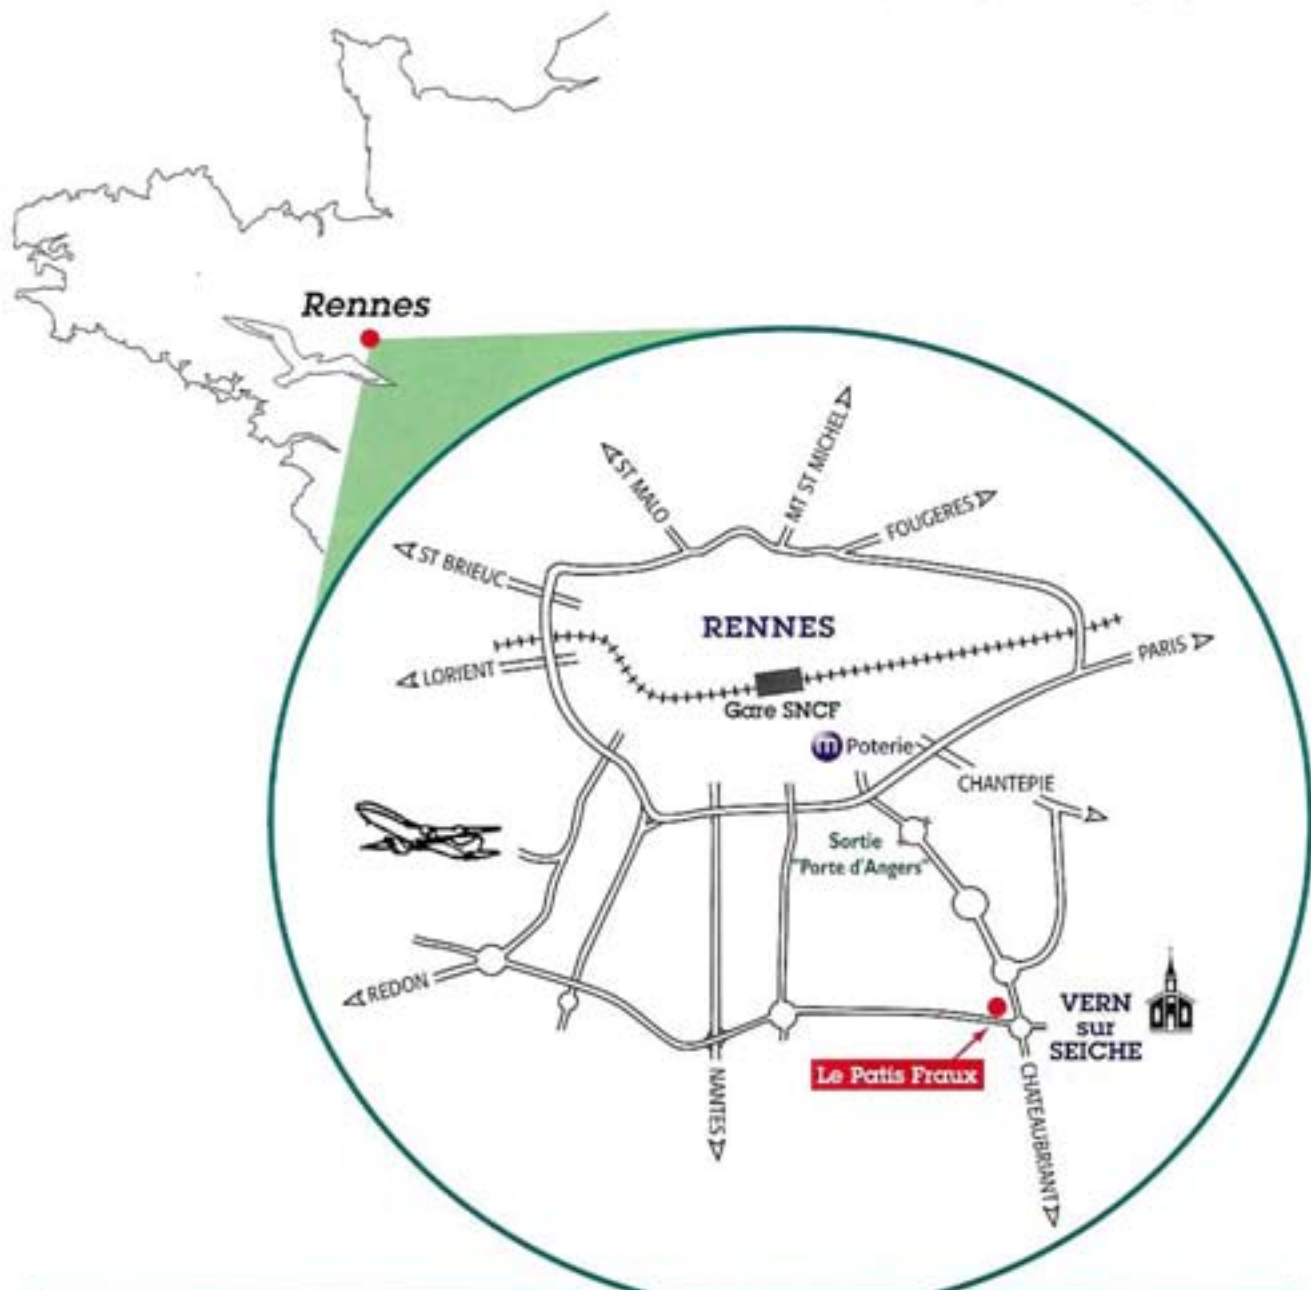 Rennes
MT ST MICHEL
ST MALO
FOUGERES
ST BRIEUC
RENNES
PARIS
LORIENT
Gare SNCF
m Poterie
CHANTEPIE
Sortie
"Porte d'Angers"
REDON
VERN
sur
SEICHE
Le Patis Fraux
NANTES
CHATEAUBRIANT